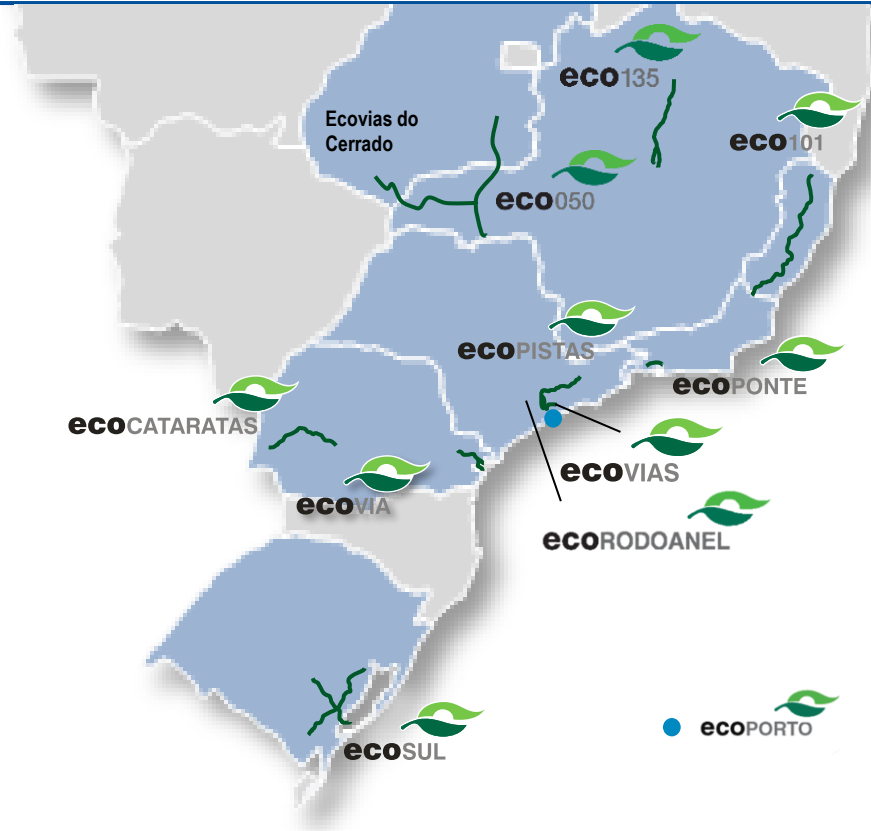 eco135
eco101
Ecovias do
Cerrado
eco050
ecoPISTAS
ecoPONTE
ecoCATARATAS
ecoVIAS
ecoVIA
ecoRODOANEL
ecoSUL
ecoPORTO